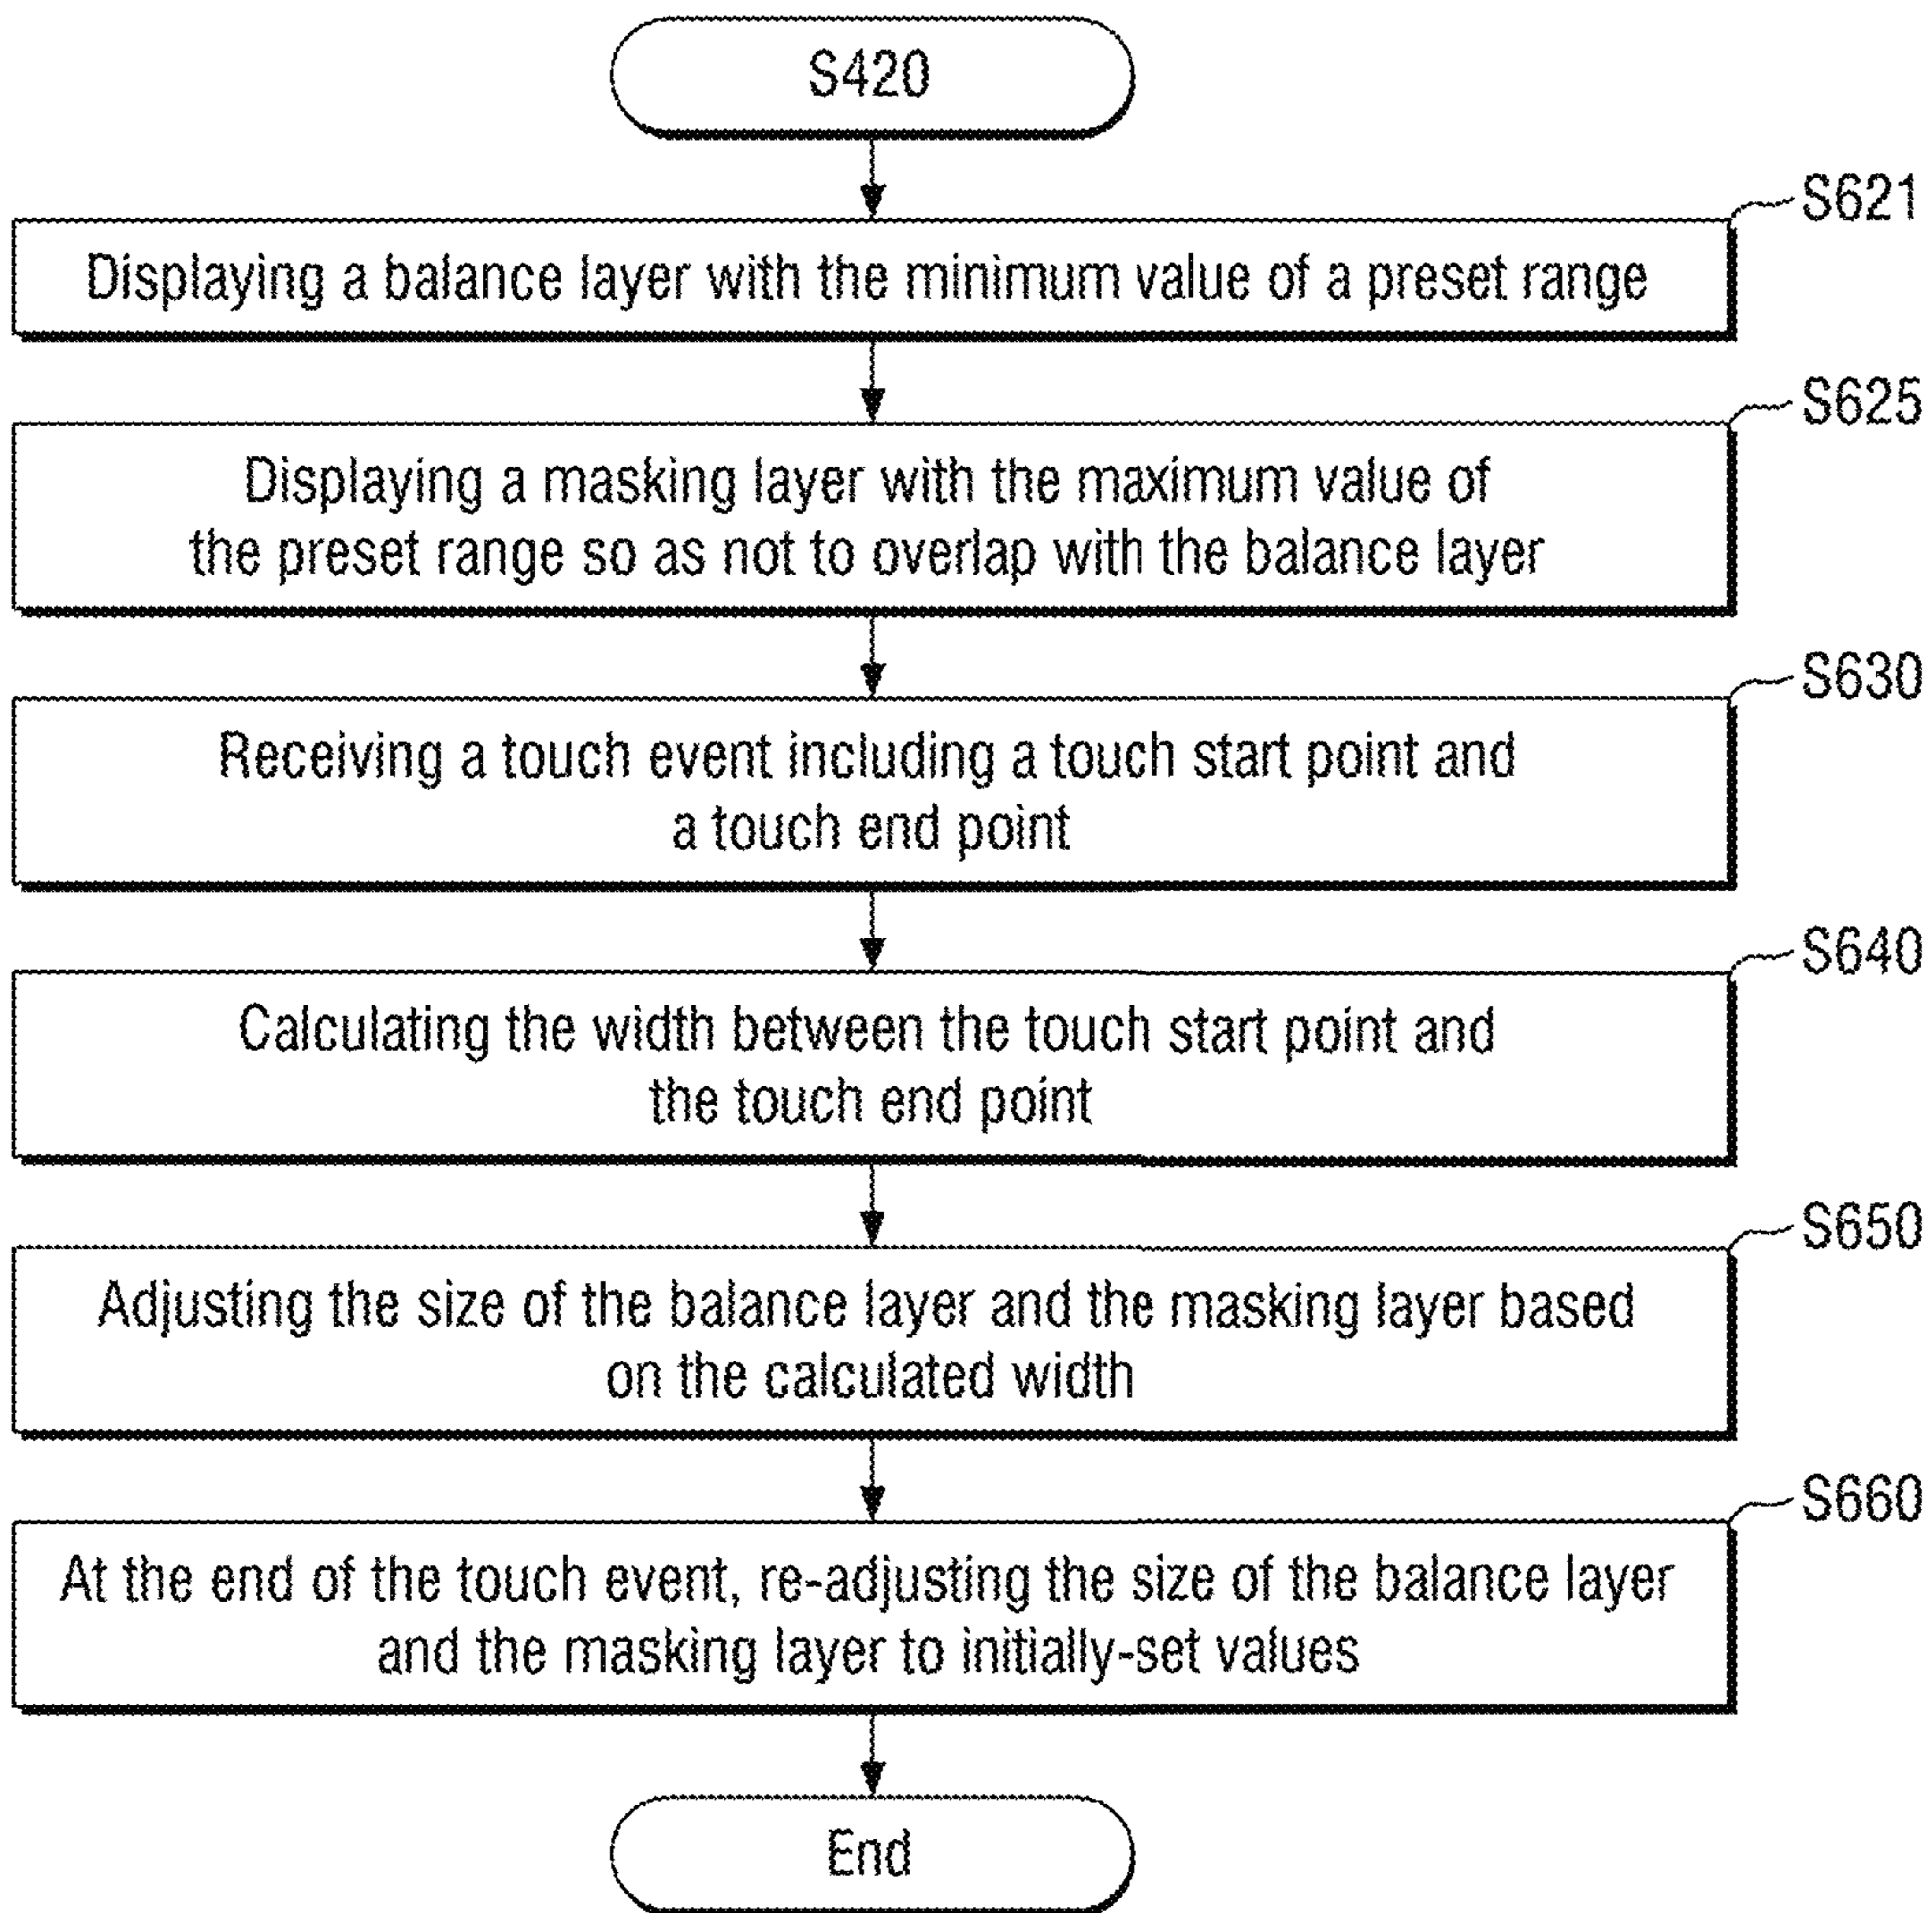 S420
S621
Displaying a balance layer with the minimum value of a preset range
S625
Displaying a masking layer with the maximum value of
the preset range so as not to overlap with the balance layer
S630
Receiving a touch event including a touch start point and
a touch end point
S640
Calculating the width between the touch start point and
the touch end point
S650
Adjusting the size of the balance layer and the masking layer based
on the calculated width
S660
At the end of the touch event, re-adjusting the size of the balance layer
and the masking layer to initially-set values
End